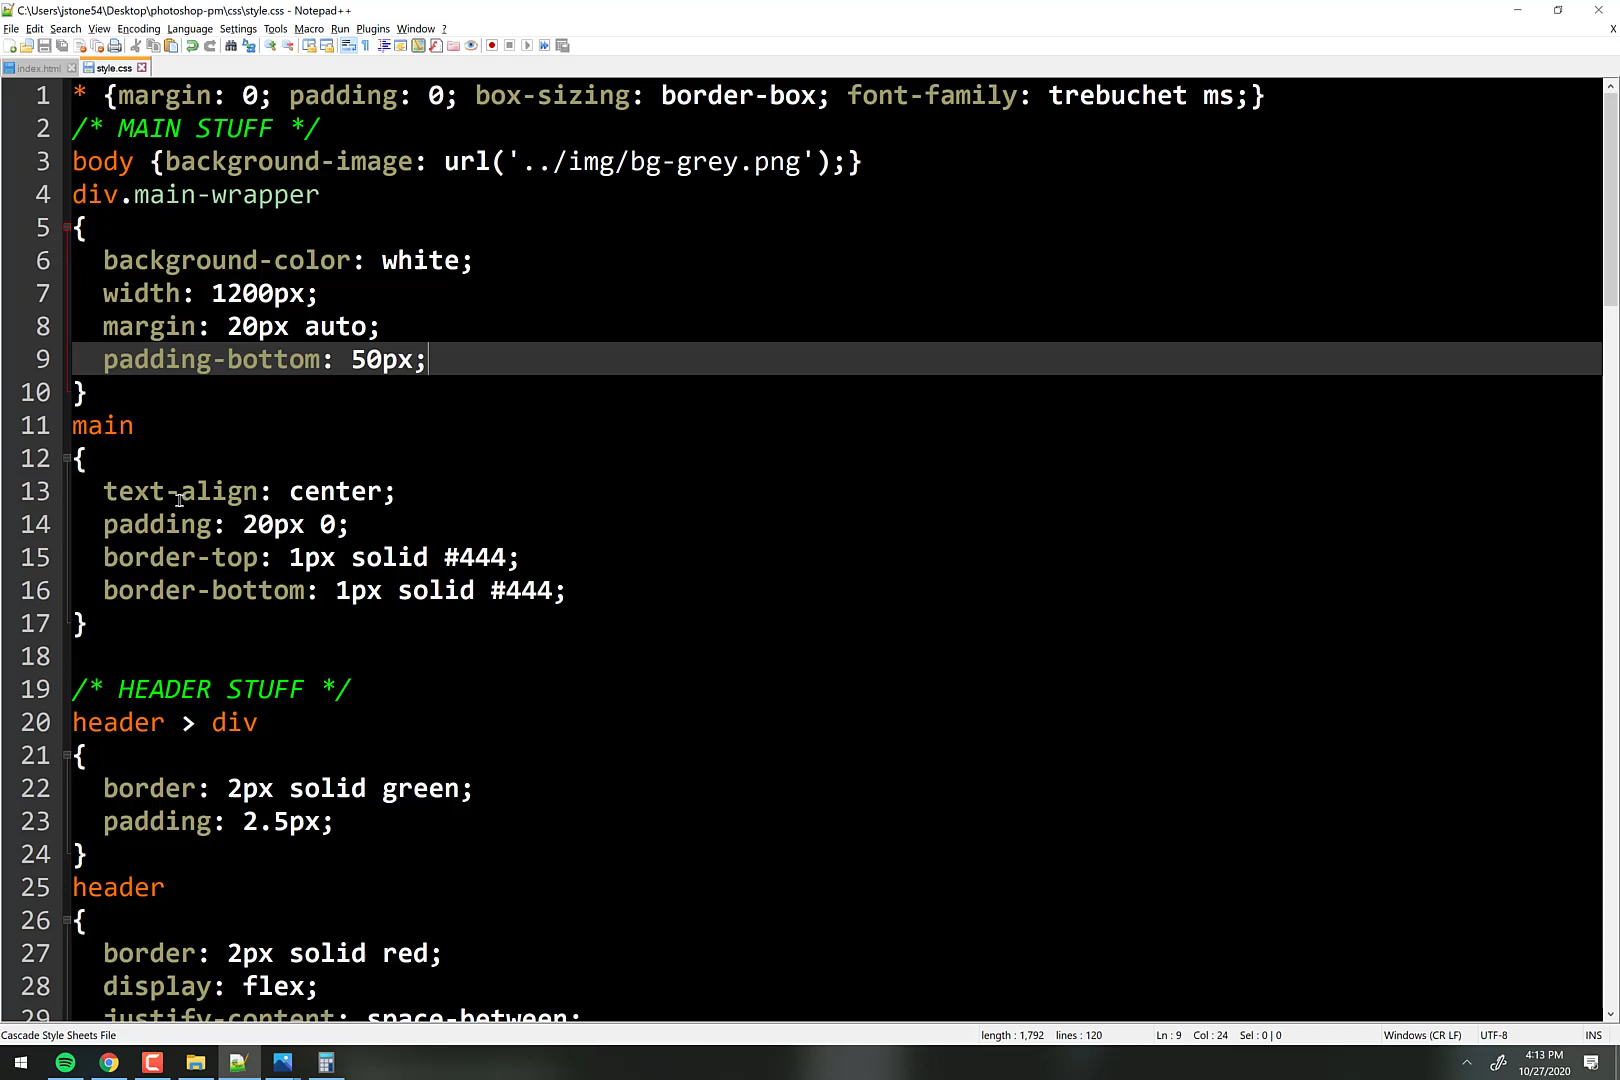 C:\Users\jstone54\Desktop\photoshop-pm\css\style.css - Notepad++
File Edit Search View Encoding Language Settings Tools Macro Run Plugins Window ? X
index.html style.css
1 * {margin: 0; padding: 0; box-sizing: border-box; font-family: trebuchet ms;}
2 /* MAIN STUFF */
3 body {background-image: url('../img/bg-grey.png');}
4 div.main-wrapper
5 {
6 background-color: white;
7 width: 1200px;
8 margin: 20px auto;
9 padding-bottom: 50px;
10 }
11 main
12 {
13 text-align: center;
14 padding: 20px 0;
15 border-top: 1px solid #444;
16 border-bottom: 1px solid #444;
17 }
18
19 /* HEADER STUFF */
20 header > div
21 {
22 border: 2px solid green;
23 padding: 2.5px;
24 }
25 header
26 {
27 border: 2px solid red;
28 display: flex;
29 justify-content: space-between;
Cascade Style Sheets File length : 1,792 lines : 120 Ln : 9 Col : 24 Sel : 0 | 0 Windows (CR LF) UTF-8 INS
4:13 PM
10/27/2020